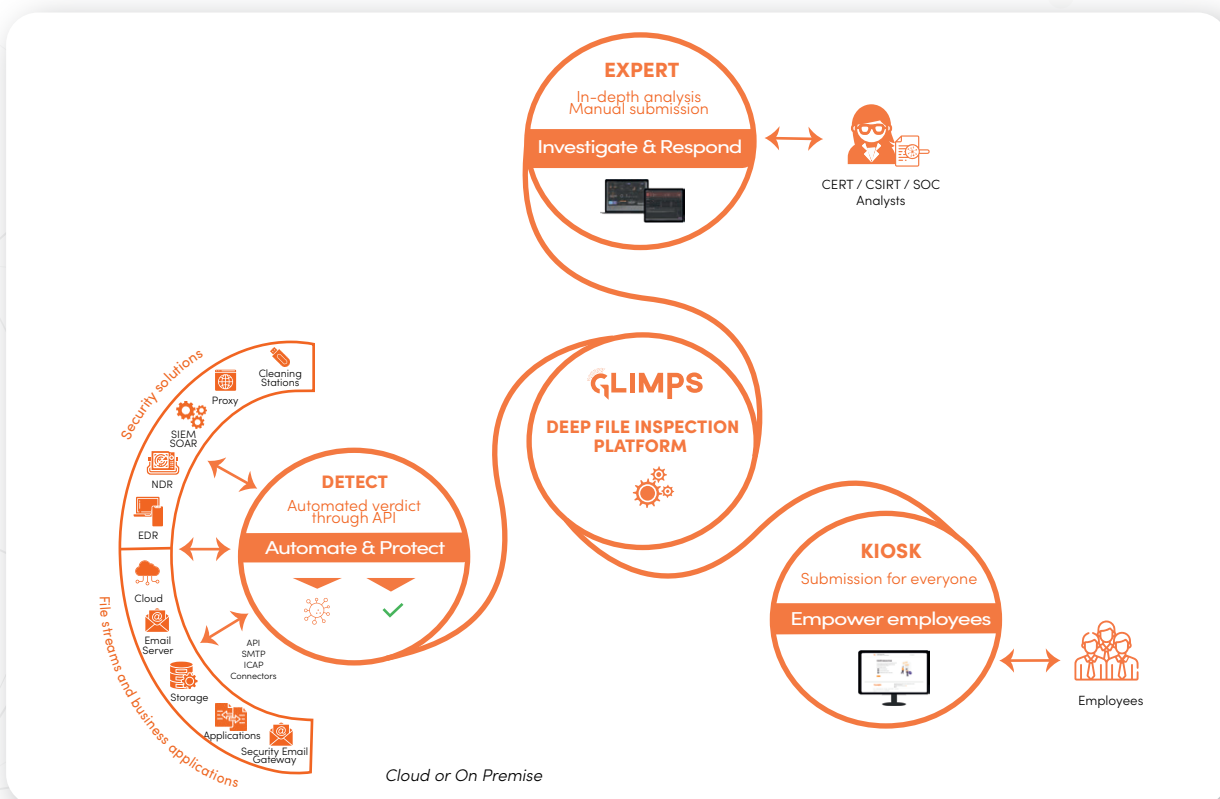 EXPERT
In-depth analysis
Manual submission
Investigate & Respond
CERT / CSIRT / SOC
Analysts
GLIMPS
DEEP FILE INSPECTION
PLATFORM
Security solutions
Cleaning
Stations
Proxy
SIEM
SOAR
NDR
EDR
DETECT
Automated verdict
through API
Automate & Protect
File streams and business applications
Cloud
Email
Server
Storage
Applications
Security Email
Gateway
API
SMTP
ICAP
Connectors
KIOSK
Submission for everyone
Empower employees
Employees
Cloud or On Premise